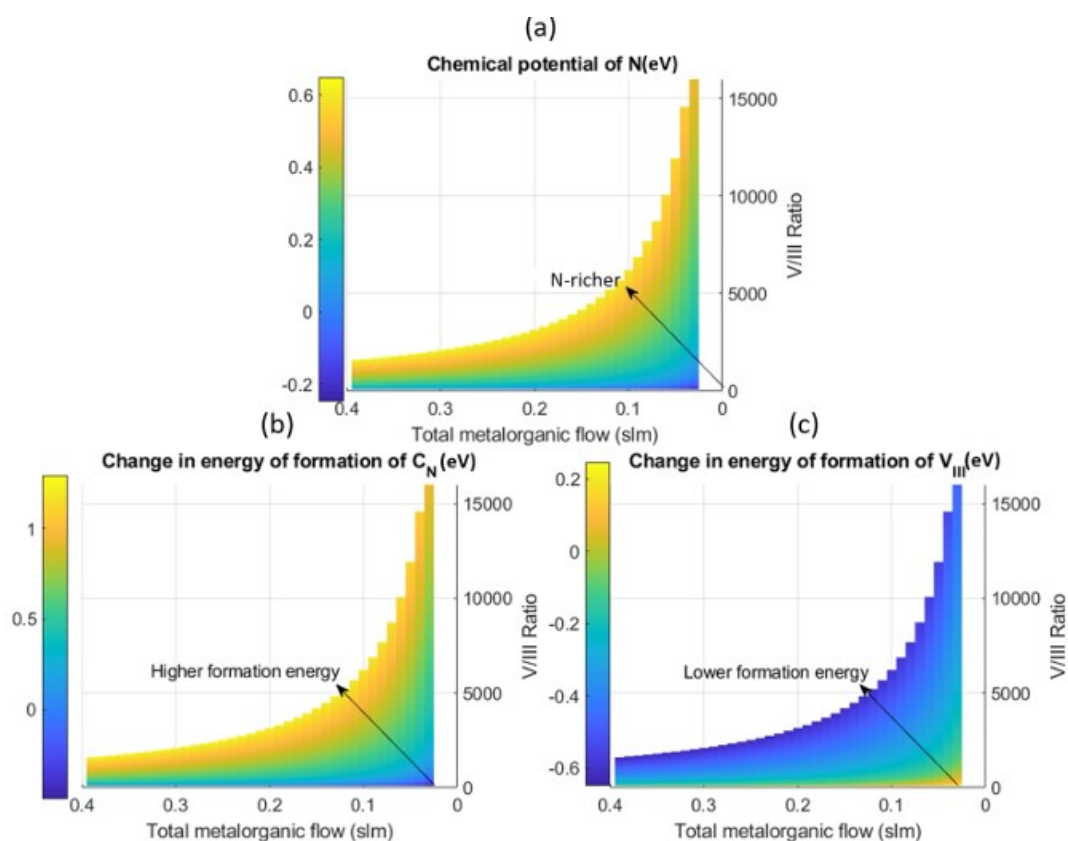 (a)
Chemical potential of N(eV)
0.6
0.4
0.2
0
-0.2
15000
10000
5000
0
V/III Ratio
N-richer
0.4 0.3 0.2 0.1 0
Total metalorganic flow (slm)
(b)
Change in energy of formation of C_N (eV)
1
0.5
0
15000
10000
5000
0
V/III Ratio
Higher formation energy
0.4 0.3 0.2 0.1 0
Total metalorganic flow (slm)
(c)
Change in energy of formation of V_III(eV)
0.2
0
-0.2
-0.4
-0.6
15000
10000
5000
0
V/III Ratio
Lower formation energy
0.4 0.3 0.2 0.1 0
Total metalorganic flow (slm)